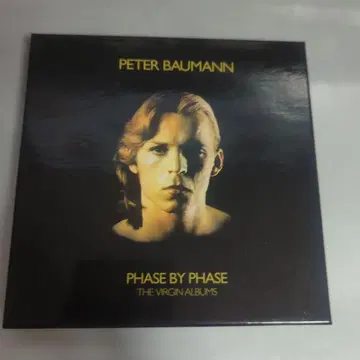 PETER BAUMANN
PHASE BY PHASE
THE VIRGIN ALBUMS